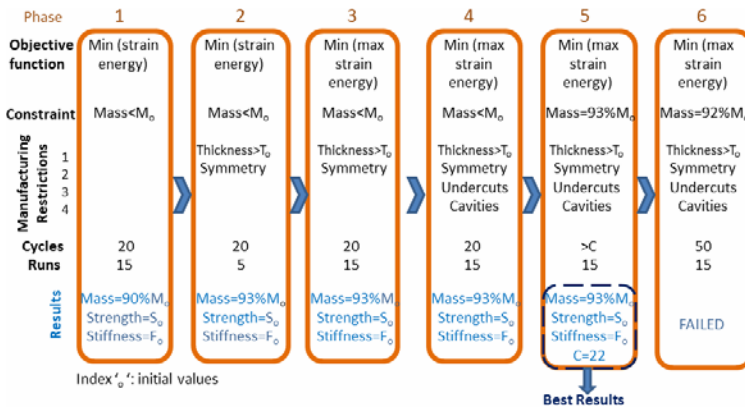 Phase 1 2 3 4 5 6
Objective function
Min (strain energy)
Min (strain energy)
Min (max strain energy)
Min (max strain energy)
Min (max strain energy)
Min (max strain energy)
Constraint Mass<Mₒ Mass<Mₒ Mass<Mₒ Mass<Mₒ Mass=93%Mₒ Mass=92%Mₒ
Manufacturing Restrictions
1 Thickness>Tₒ Thickness>Tₒ Thickness>Tₒ Thickness>Tₒ Thickness>Tₒ
2 Symmetry Symmetry Symmetry Symmetry Symmetry
3 Undercuts Undercuts Undercuts
4 Cavities Cavities Cavities
Cycles 20 20 20 20 >C 50
Runs 15 5 15 15 15 15
Results
Mass=90%Mₒ Mass=93%Mₒ Mass=93%Mₒ Mass=93%Mₒ Mass=93%Mₒ
Strength=Sₒ Strength=Sₒ Strength=Sₒ Strength=Sₒ Strength=Sₒ FAILED
Stiffness=Fₒ Stiffness=Fₒ Stiffness=Fₒ Stiffness=Fₒ Stiffness=Fₒ
C=22
Index ‘ₒ ‘: initial values
Best Results